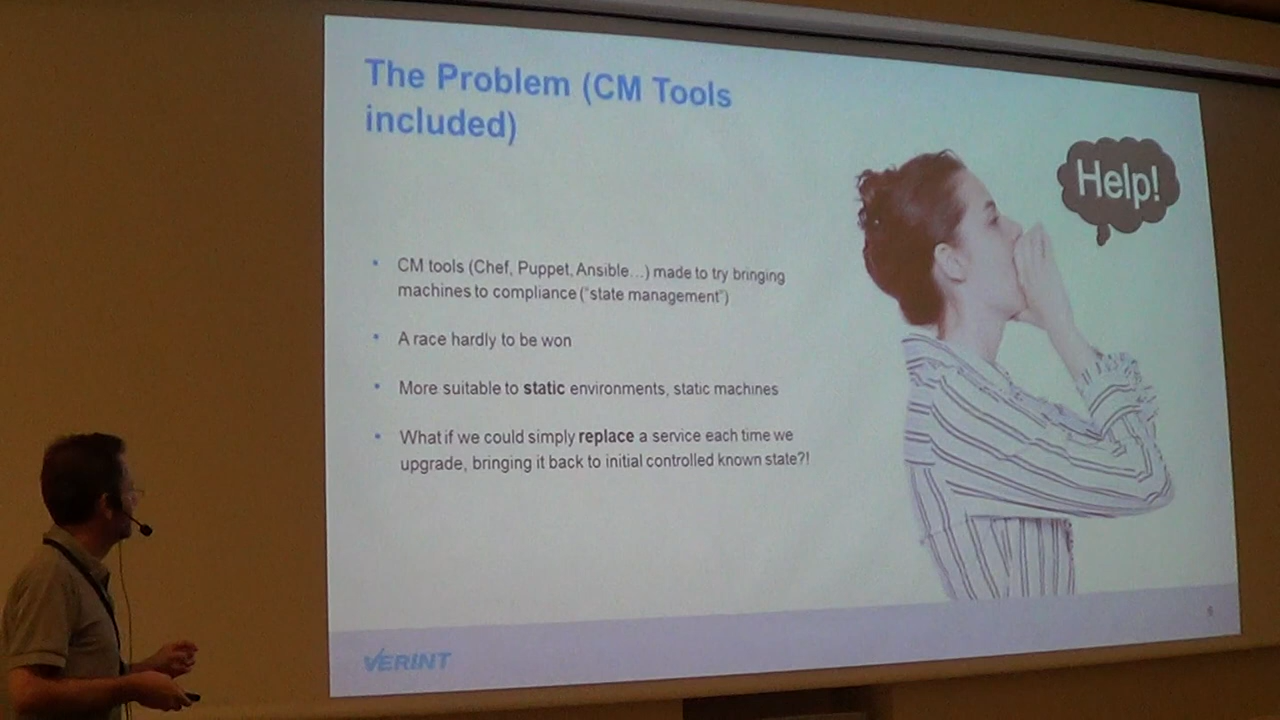 The Problem (CM Tools
included)
Help!
CM tools (Chef, Puppet, Ansible...) made to try bringing
machines to compliance ("state management")
A race hardly to be won
More suitable to static environments, static machines
What if we could simply replace a service each time we
upgrade, bringing it back to initial controlled known state?!
VERINT